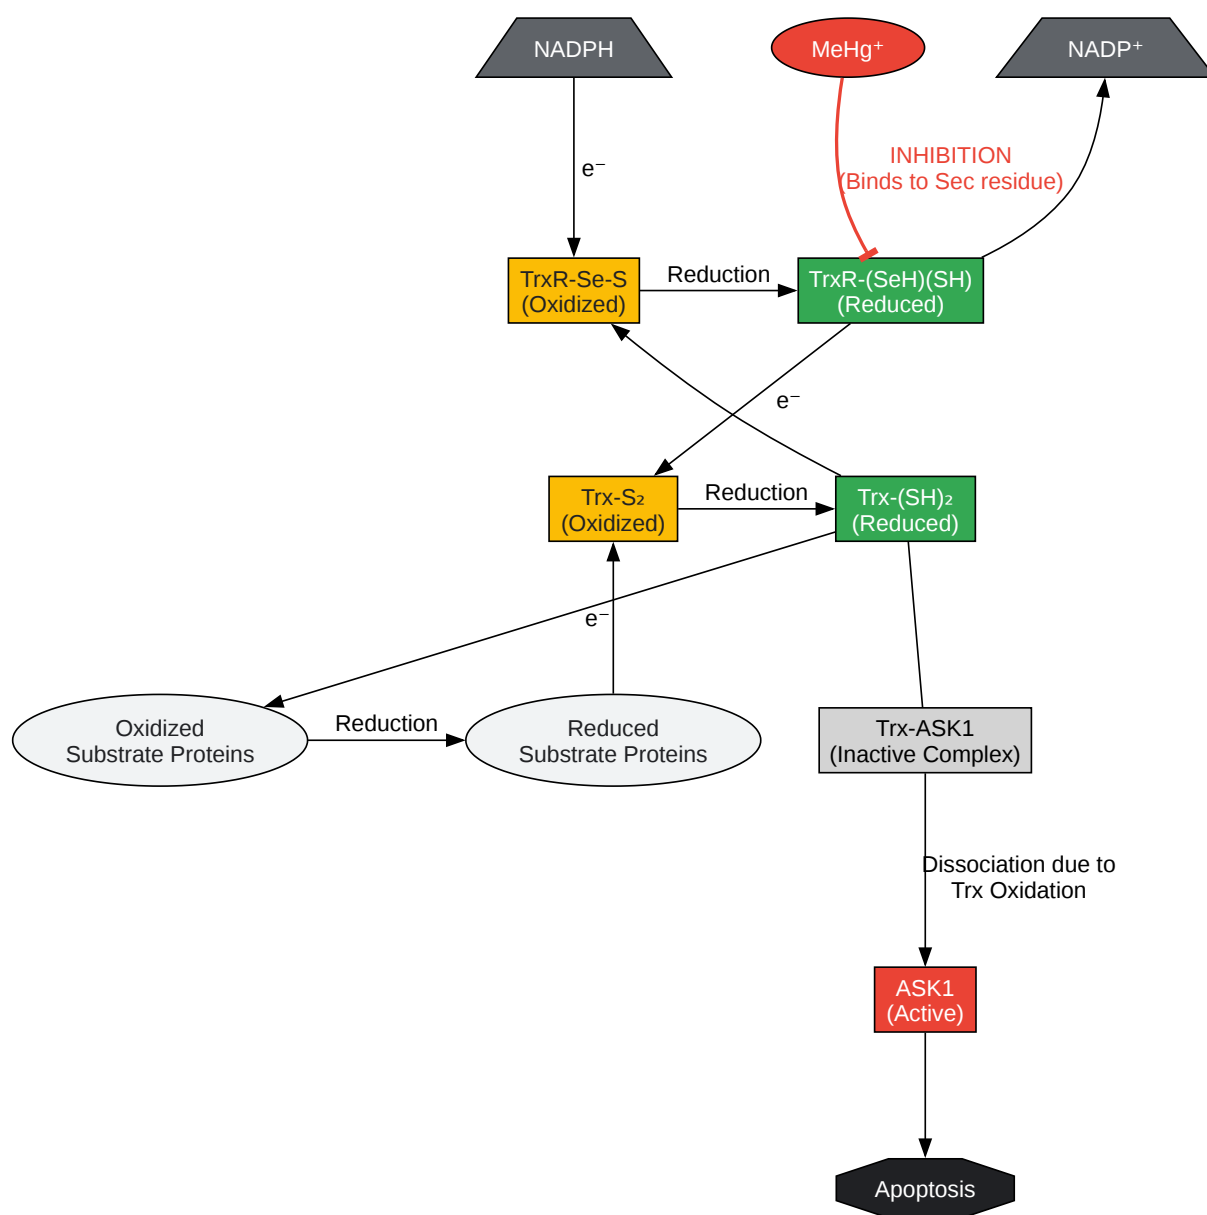 NADPH
MeHg⁺
NADP⁺
INHIBITION
(Binds to Sec residue)
e⁻
TrxR-Se-S
(Oxidized)
Reduction
TrxR-(SeH)(SH)
(Reduced)
e⁻
Trx-S₂
(Oxidized)
Reduction
Trx-(SH)₂
(Reduced)
e⁻
Oxidized
Substrate Proteins
Reduction
Reduced
Substrate Proteins
Trx-ASK1
(Inactive Complex)
Dissociation due to
Trx Oxidation
ASK1
(Active)
Apoptosis